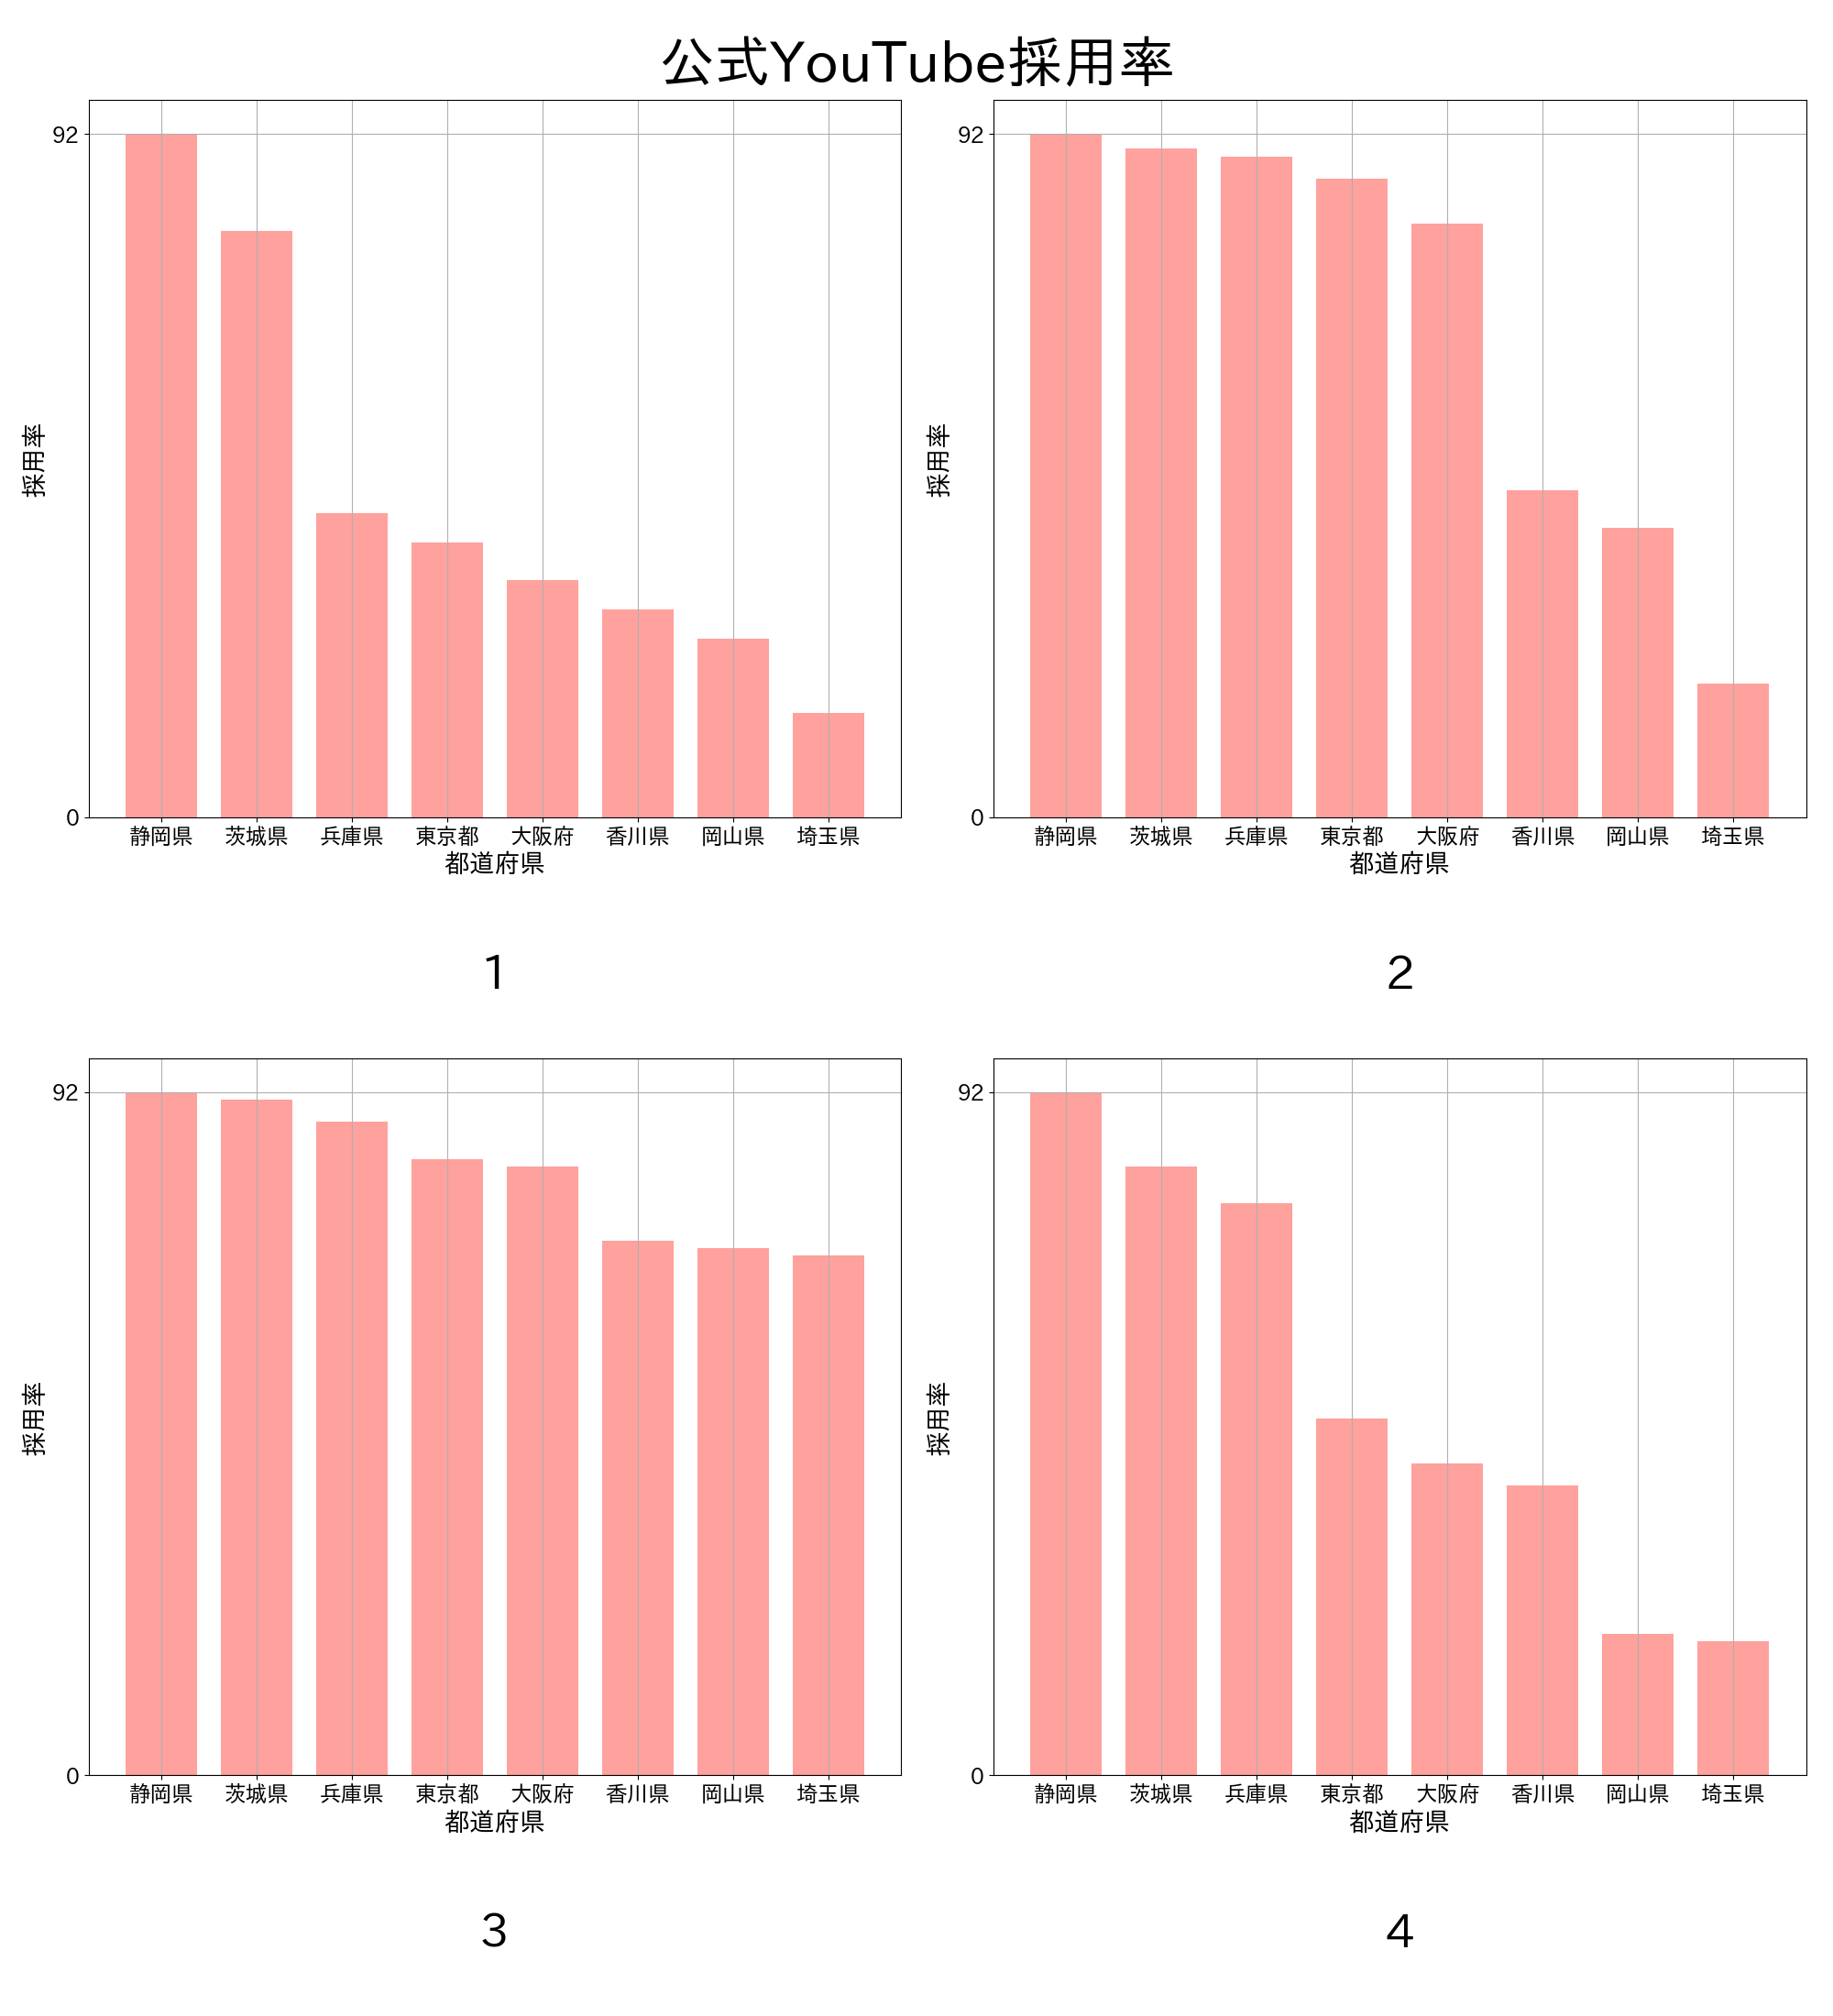 公式YouTube採用率
92
採用率
0
静岡県 茨城県 兵庫県 東京都 大阪府 香川県 岡山県 埼玉県
都道府県
1
92
採用率
0
静岡県 茨城県 兵庫県 東京都 大阪府 香川県 岡山県 埼玉県
都道府県
2
92
採用率
0
静岡県 茨城県 兵庫県 東京都 大阪府 香川県 岡山県 埼玉県
都道府県
3
92
採用率
0
静岡県 茨城県 兵庫県 東京都 大阪府 香川県 岡山県 埼玉県
都道府県
4